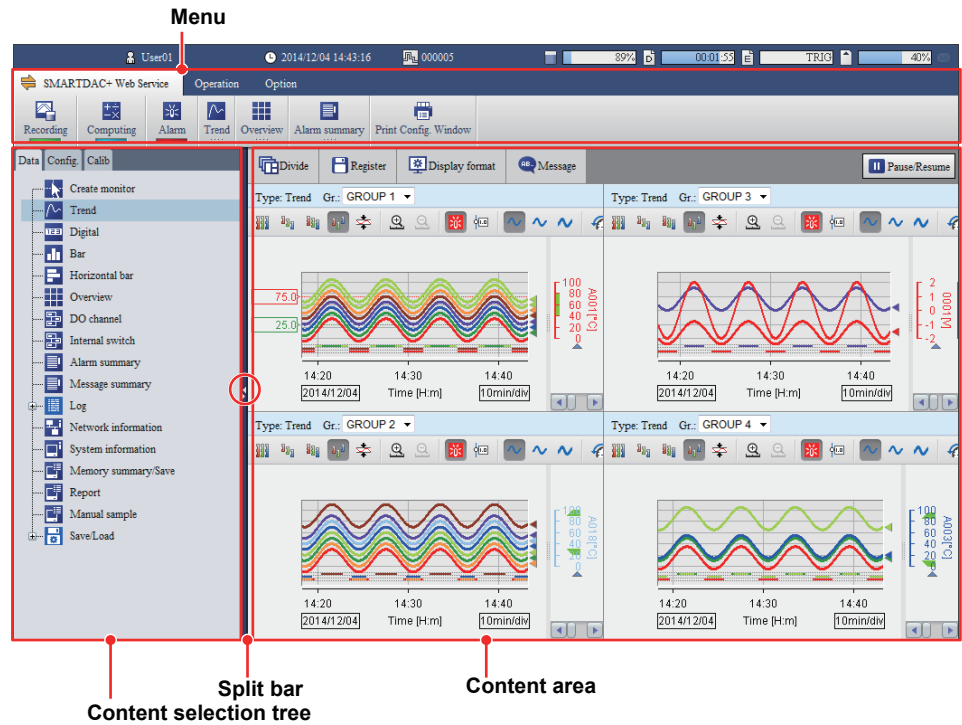 Menu
User01 2014/12/04 14:43:16 000005 89% D 00:01:55 E TRIG 40%
SMARTDAC+ Web Service Operation Option
Recording Computing Alarm Trend Overview Alarm summary Print Config. Window
Data Config. Calib
Divide Register Display format Message Pause/Resume
Create monitor
Trend
Digital
Bar
Horizontal bar
Overview
DO channel
Internal switch
Alarm summary
Message summary
Log
Network information
System information
Memory summary/Save
Report
Manual sample
Save/Load
Type: Trend Gr.: GROUP 1
75.0
25.0
100
80
60
40
20
0
A001[°C]
14:20 14:30 14:40
2014/12/04 Time [H:m] 10min/div
Type: Trend Gr.: GROUP 3
2
1
0
-1
-2
0001[M
14:20 14:30 14:40
2014/12/04 Time [H:m] 10min/div
Type: Trend Gr.: GROUP 2
100
80
60
40
20
0
A018[°C]
14:20 14:30 14:40
2014/12/04 Time [H:m] 10min/div
Type: Trend Gr.: GROUP 4
100
80
60
40
20
0
A003[°C]
14:20 14:30 14:40
2014/12/04 Time [H:m] 10min/div
Split bar
Content area
Content selection tree